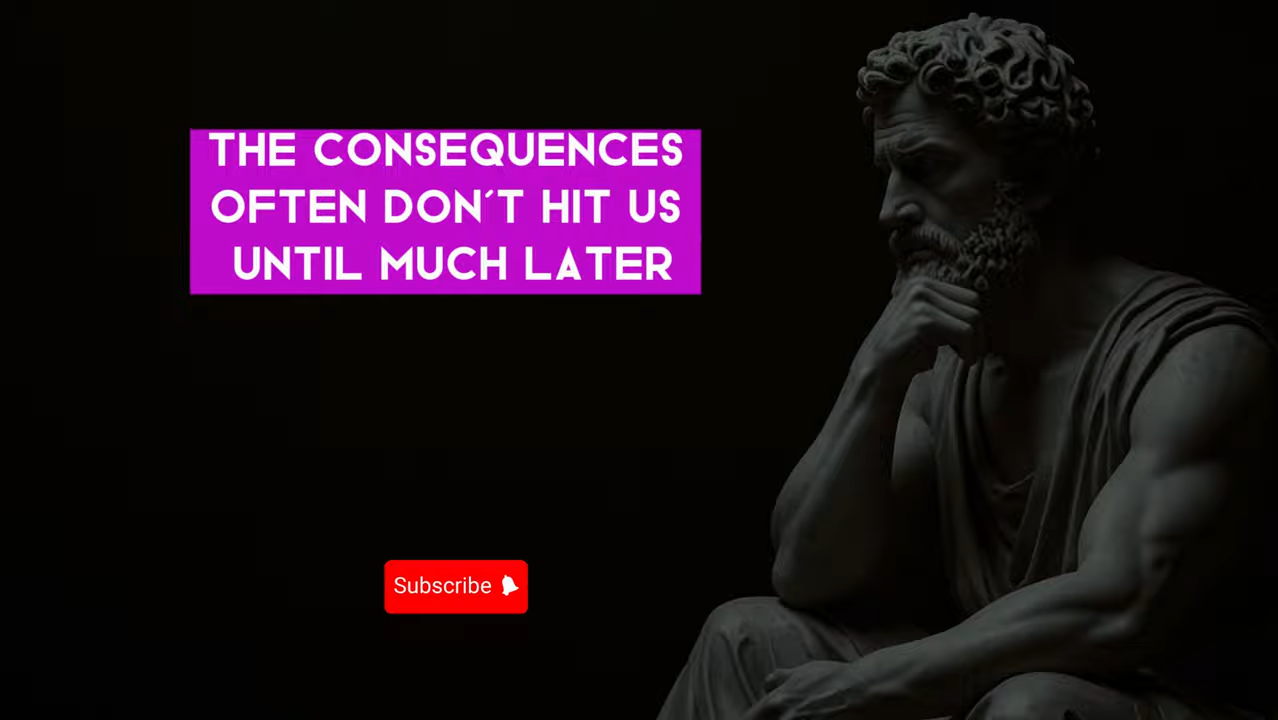 THE CONSEQUENCES
OFTEN DON´T HIT US
UNTIL MUCH LATER
Subscribe